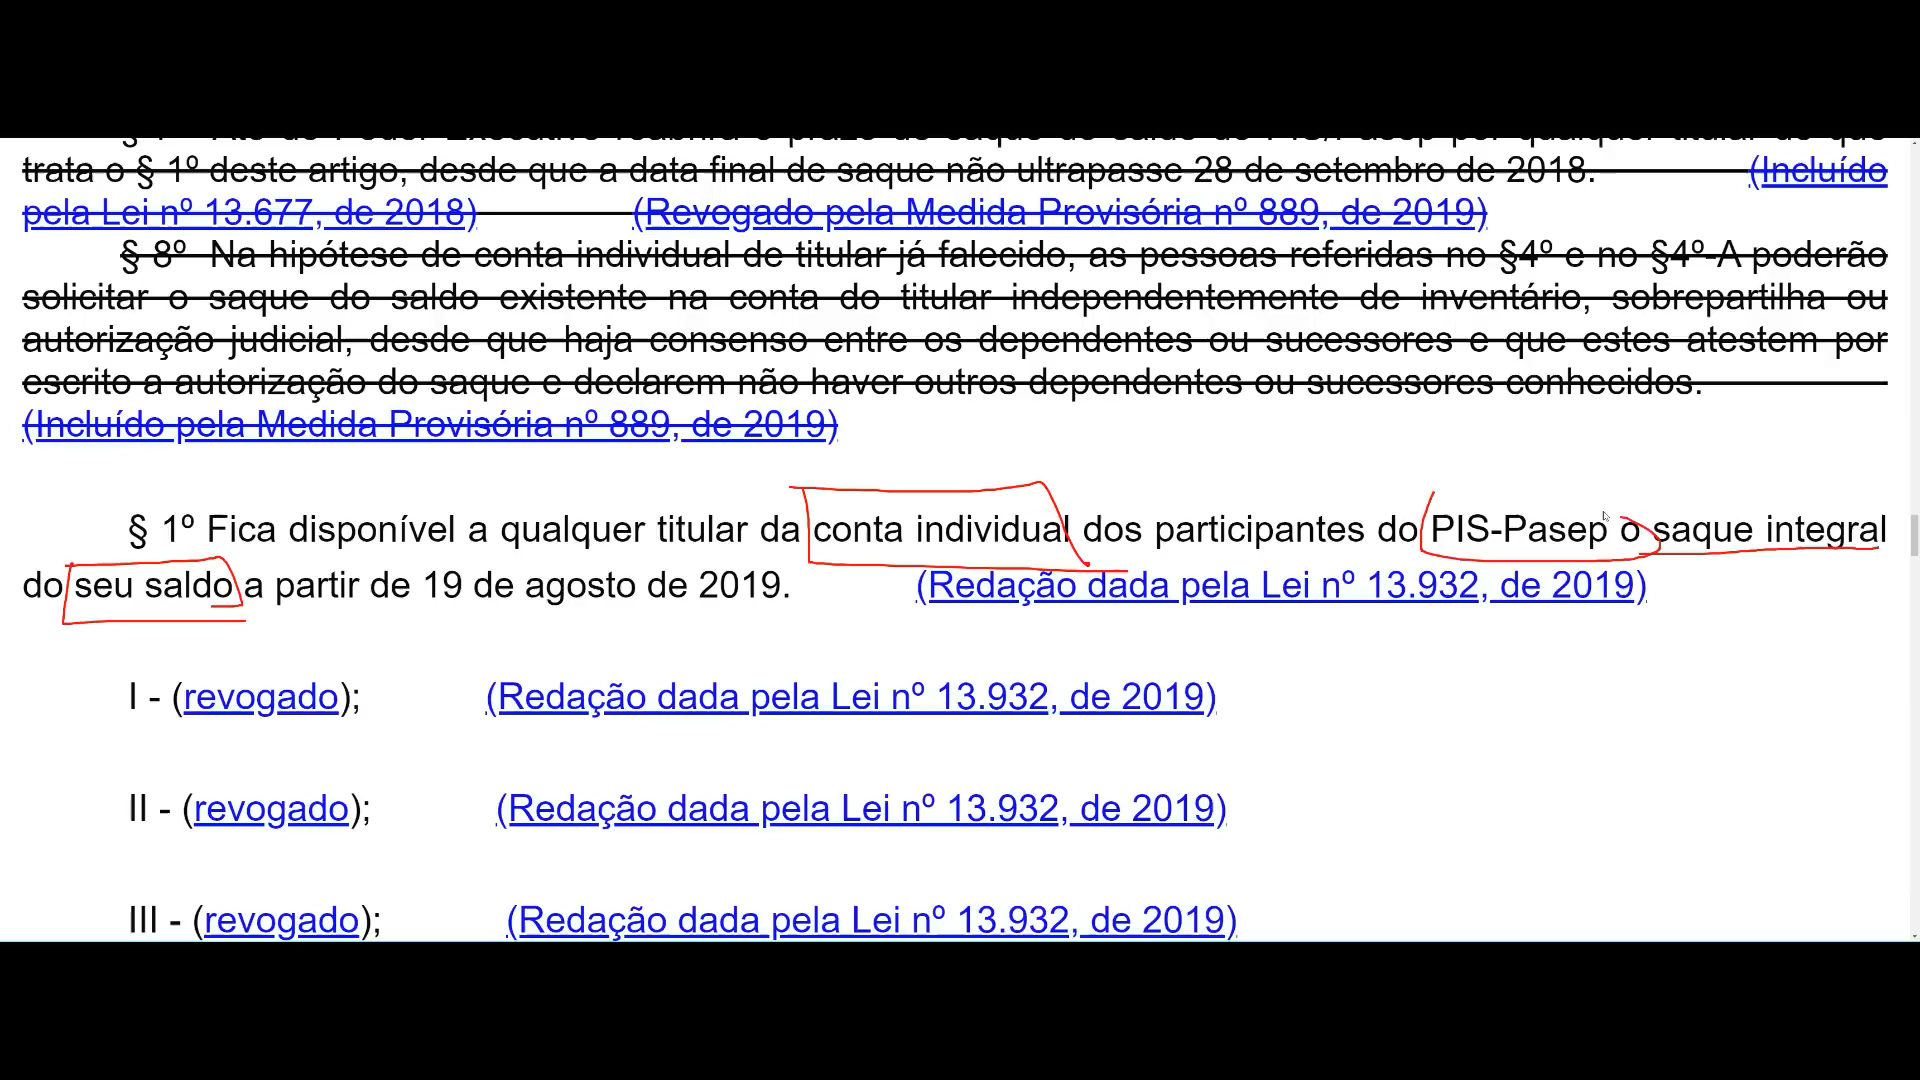 trata o § 1º deste artigo, desde que a data final de saque não ultrapasse 28 de setembro de 2018. (Incluído
pela Lei nº 13.677, de 2018) (Revogado pela Medida Provisória nº 889, de 2019)
§ 8º Na hipótese de conta individual de titular já falecido, as pessoas referidas no §4º e no §4º-A poderão
solicitar o saque do saldo existente na conta do titular independentemente de inventário, sobrepartilha ou
autorização judicial, desde que haja consenso entre os dependentes ou sucessores e que estes atestem por
escrito a autorização do saque e declarem não haver outros dependentes ou sucessores conhecidos.
(Incluído pela Medida Provisória nº 889, de 2019)
§ 1º Fica disponível a qualquer titular da conta individual dos participantes do PIS-Pasep o saque integral
do seu saldo a partir de 19 de agosto de 2019. (Redação dada pela Lei nº 13.932, de 2019)
I - (revogado); (Redação dada pela Lei nº 13.932, de 2019)
II - (revogado); (Redação dada pela Lei nº 13.932, de 2019)
III - (revogado); (Redação dada pela Lei nº 13.932, de 2019)